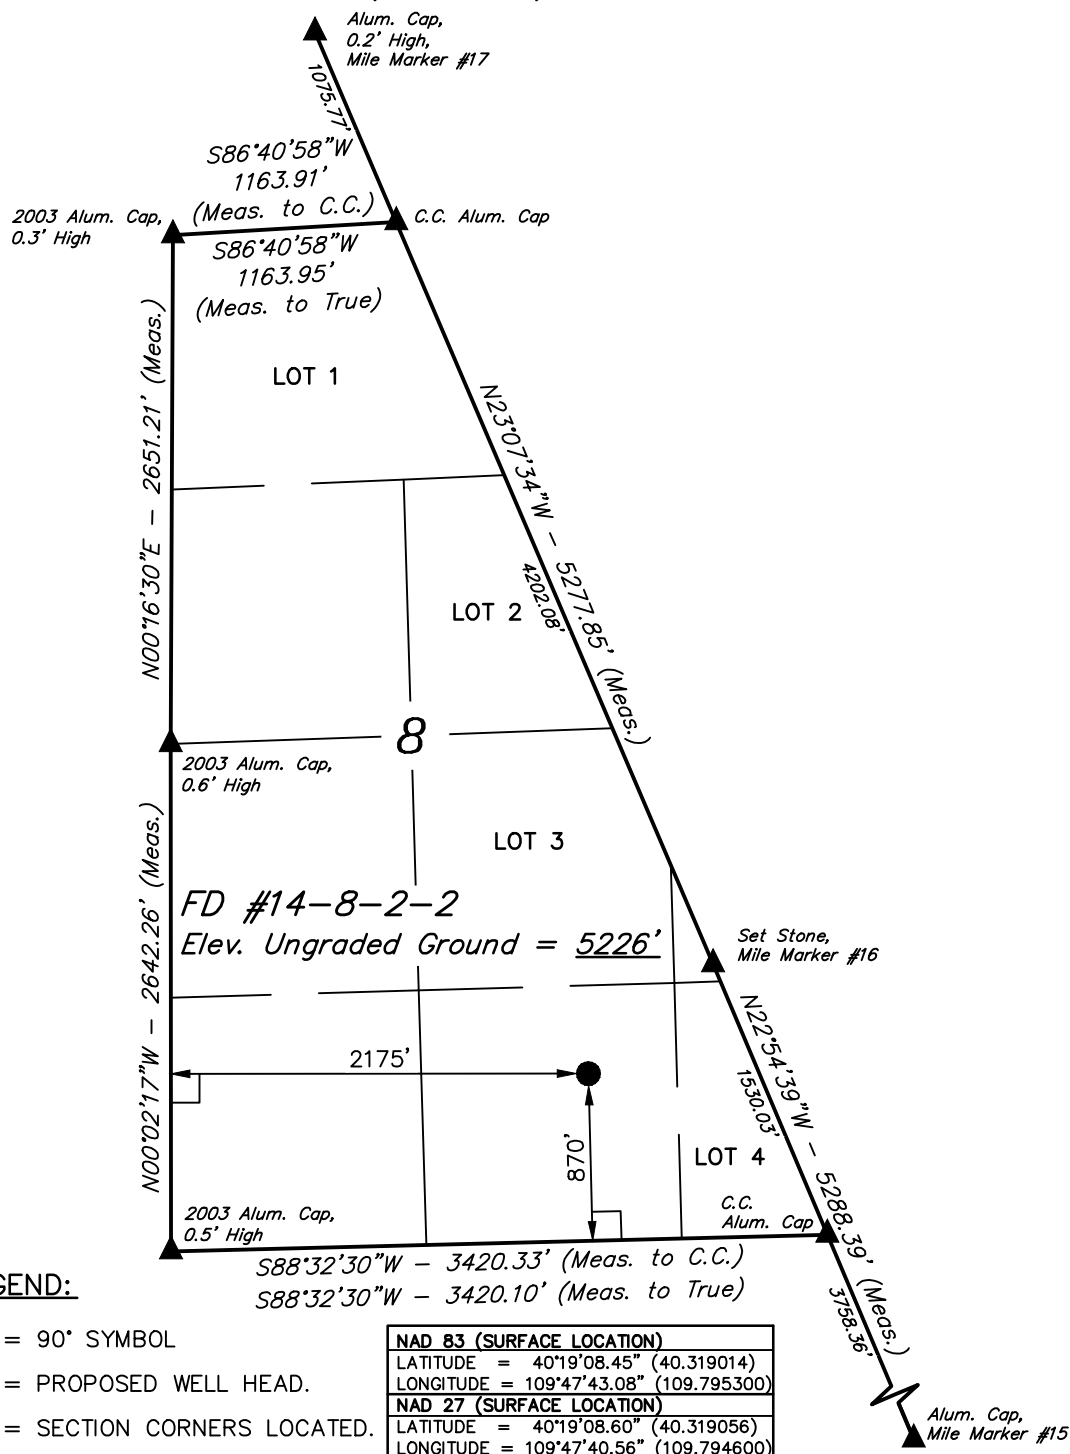 Alum. Cap,
0.2' High,
Mile Marker #17
1075.77'
S86°40'58"W
1163.91'
(Meas. to C.C.)
2003 Alum. Cap,
0.3' High
C.C. Alum. Cap
S86°40'58"W
1163.95'
(Meas. to True)
N00°16'30"E - 2651.21' (Meas.)
LOT 1
N23°07'34"W - 5277.85' (Meas.)
4202.08'
LOT 2
8
2003 Alum. Cap,
0.6' High
LOT 3
N00°02'17"W - 2642.26' (Meas.)
FD #14-8-2-2
Elev. Ungraded Ground = 5226'
Set Stone,
Mile Marker #16
N22°54'39"W - 5288.39' (Meas.)
1530.03'
2175'
870'
LOT 4
2003 Alum. Cap,
0.5' High
C.C.
Alum. Cap
S88°32'30"W - 3420.33' (Meas. to C.C.)
S88°32'30"W - 3420.10' (Meas. to True)
3758.36'
GEND:
= 90° SYMBOL
= PROPOSED WELL HEAD.
= SECTION CORNERS LOCATED.
NAD 83 (SURFACE LOCATION)
LATITUDE = 40°19'08.45" (40.319014)
LONGITUDE = 109°47'43.08" (109.795300)
NAD 27 (SURFACE LOCATION)
LATITUDE = 40°19'08.60" (40.319056)
LONGITUDE = 109°47'40.56" (109.794600)
Alum. Cap,
Mile Marker #15